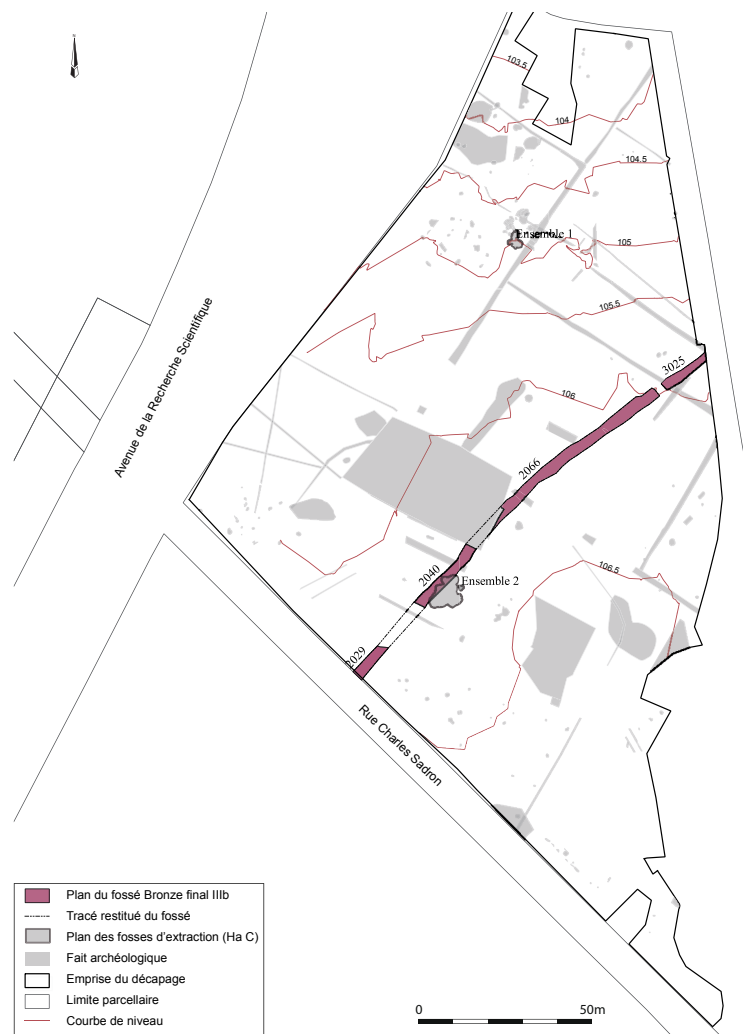 N
103.5
104
104.5
Ensemble 1
105
105.5
Avenue de la Recherche Scientifique
3025
106
2066
106.5
2040
Ensemble 2
2029
Rue Charles Sadron
Plan du fossé Bronze final IIIb
Tracé restitué du fossé
Plan des fosses d'extraction (Ha C)
Fait archéologique
Emprise du décapage
Limite parcellaire
Courbe de niveau
0 50m